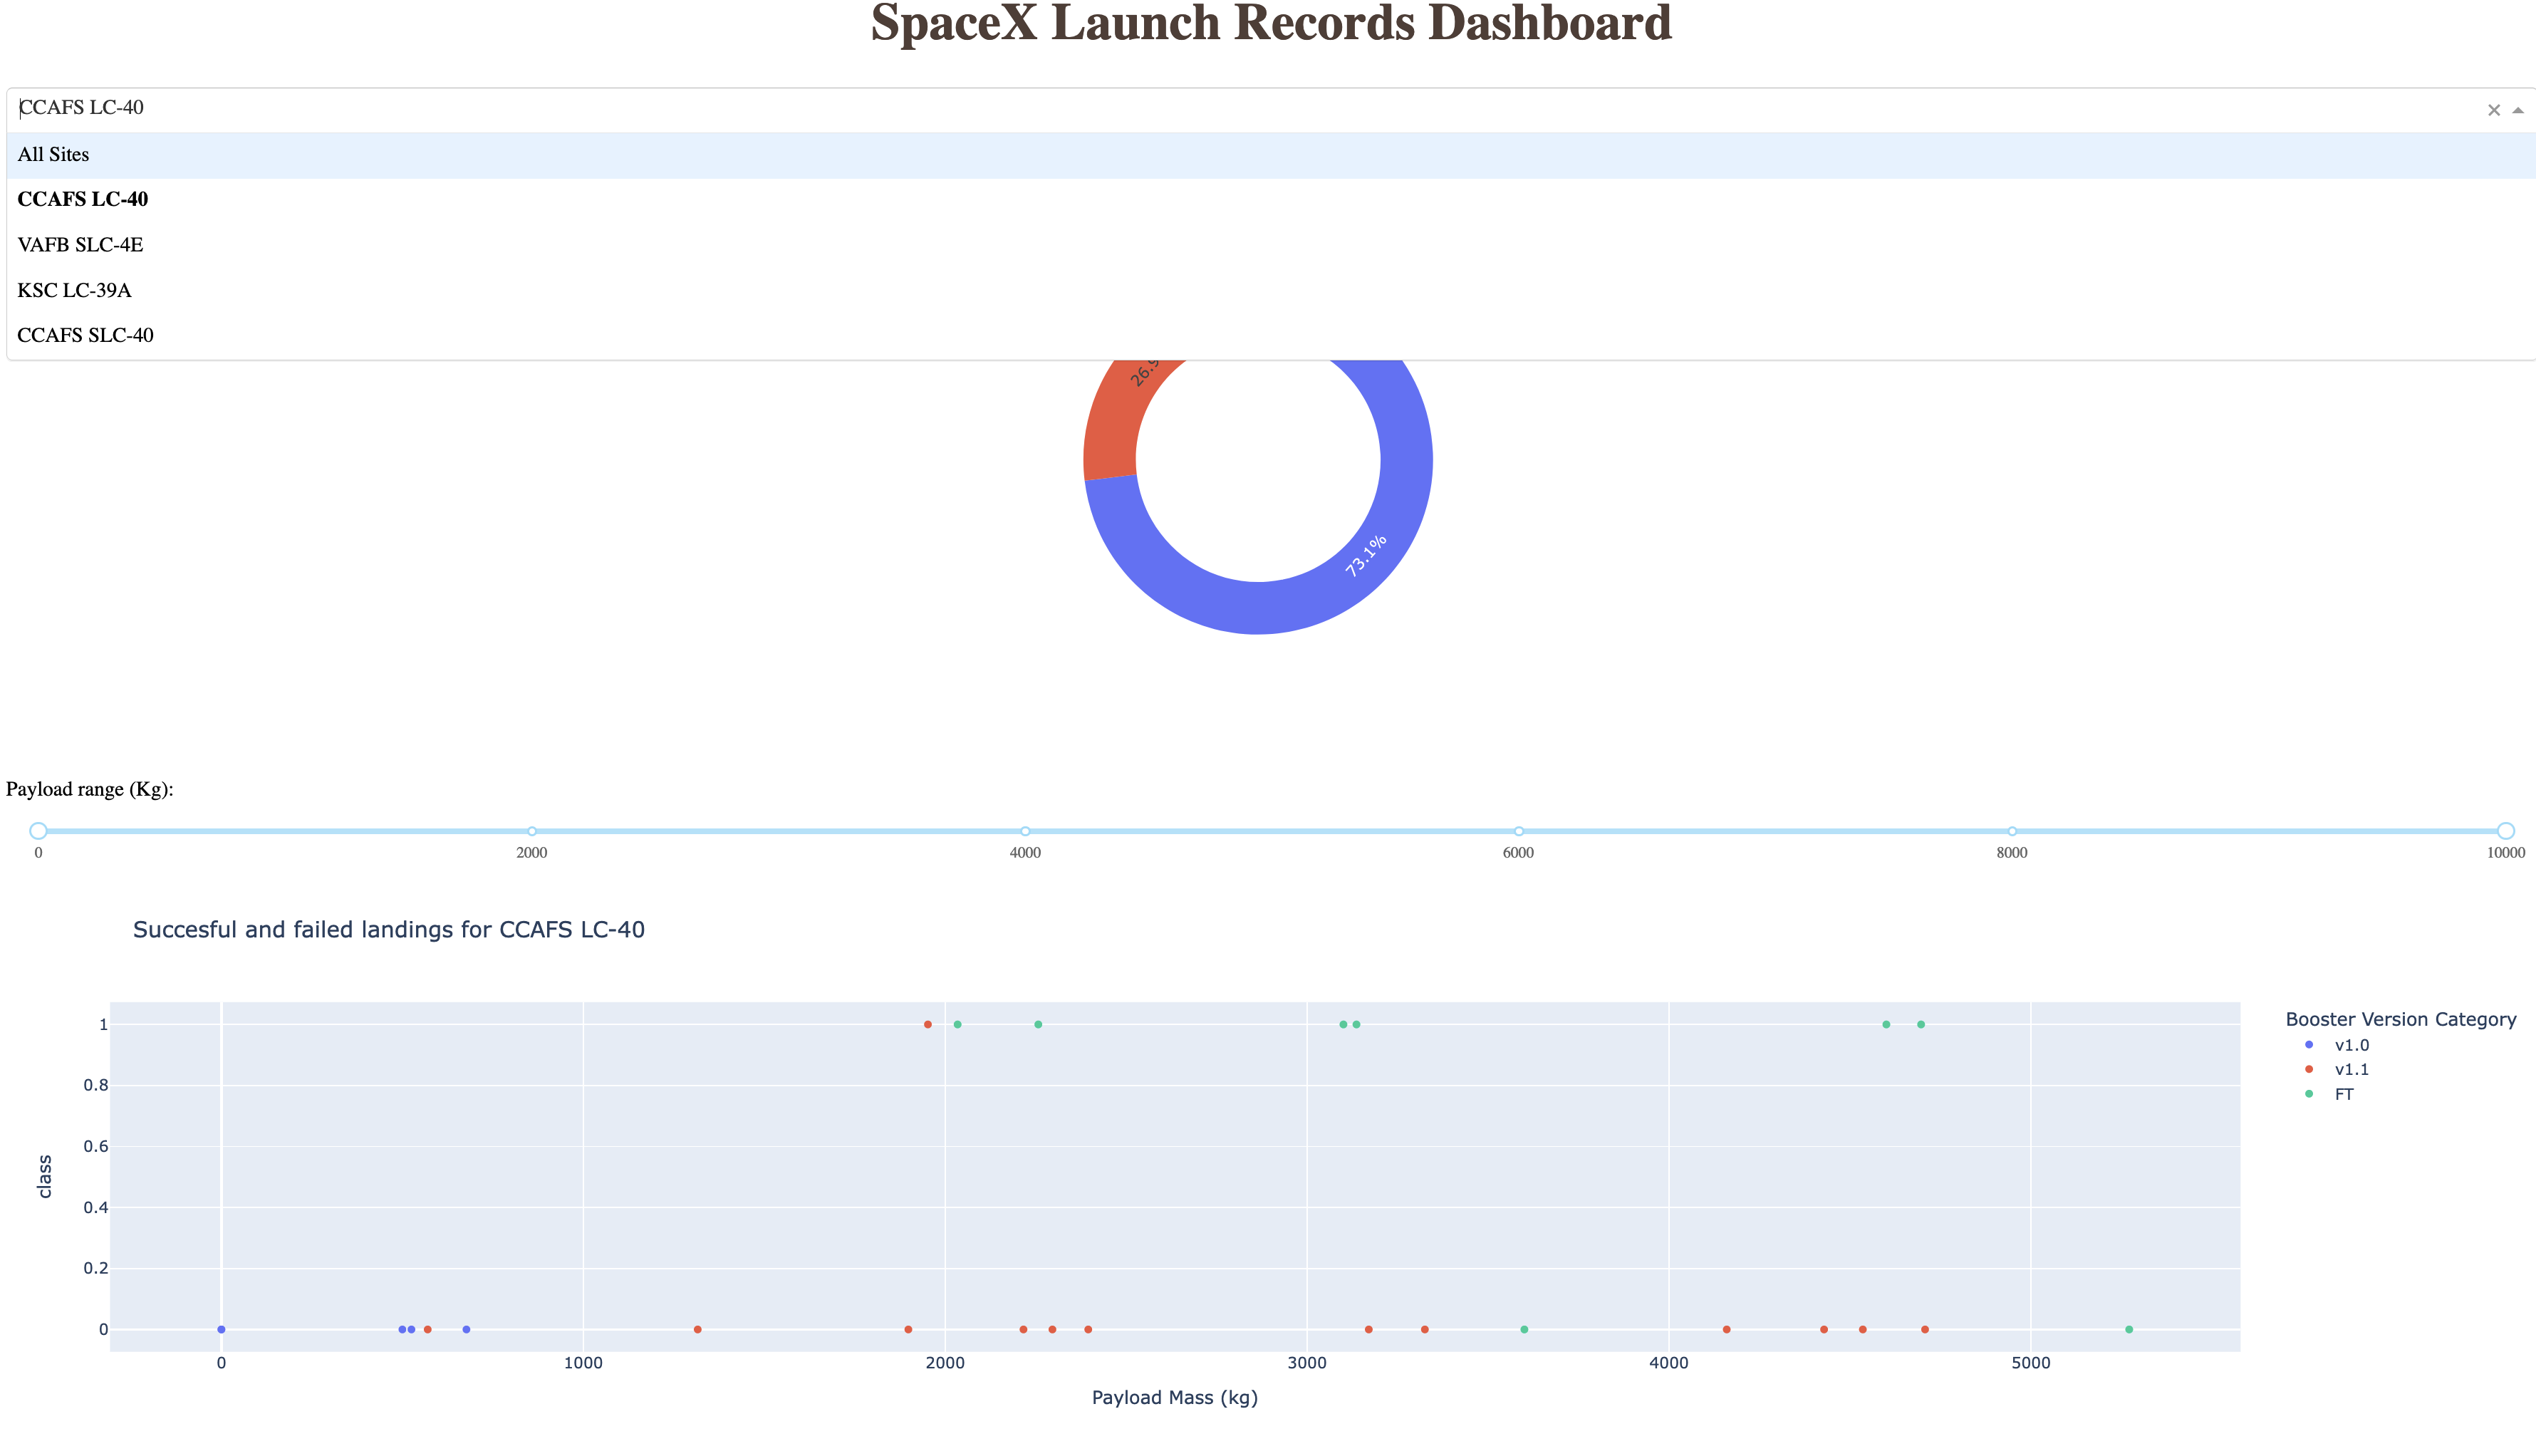 SpaceX Launch Records Dashboard
CCAFS LC-40
All Sites
CCAFS LC-40
VAFB SLC-4E
KSC LC-39A
CCAFS SLC-40
73.1%
Payload range (Kg):
0 2000 4000 6000 8000 10000
Succesful and failed landings for CCAFS LC-40
Booster Version Category
v1.0
v1.1
FT
1
0.8
0.6
0.4
0.2
0
class
0 1000 2000 3000 4000 5000
Payload Mass (kg)